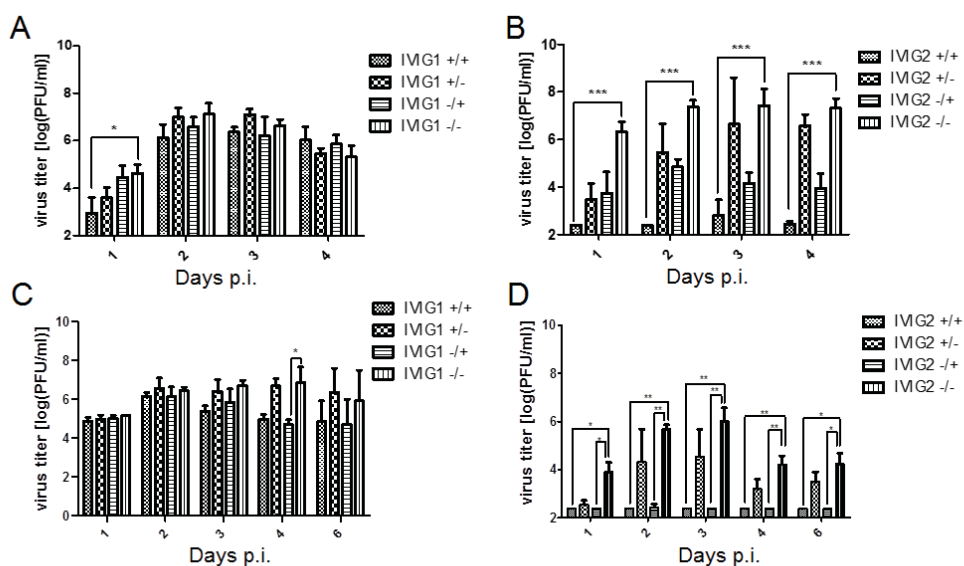 A
virus titer [log(PFU/ml)]
10
8
6
4
2
*
1 2 3 4
Days p.i.
IVIG1 +/+
IVIG1 +/-
IVIG1 -/+
IVIG1 -/-
B
virus titer [log(PFU/ml)]
10
8
6
4
2
*** *** *** ***
1 2 3 4
Days p.i.
IVIG2 +/+
IVIG2 +/-
IVIG2 -/+
IVIG2 -/-
C
virus titer [log(PFU/ml)]
10
8
6
4
2
0
*
1 2 3 4 6
Days p.i.
IVIG1 +/+
IVIG1 +/-
IVIG1 -/+
IVIG1 -/-
D
virus titer [log(PFU/ml)]
10
8
6
4
2
* ** ** ** *
* ** ** ** *
1 2 3 4 6
Days p.i.
IVIG2 +/+
IVIG2 +/-
IVIG2 -/+
IVIG2 -/-